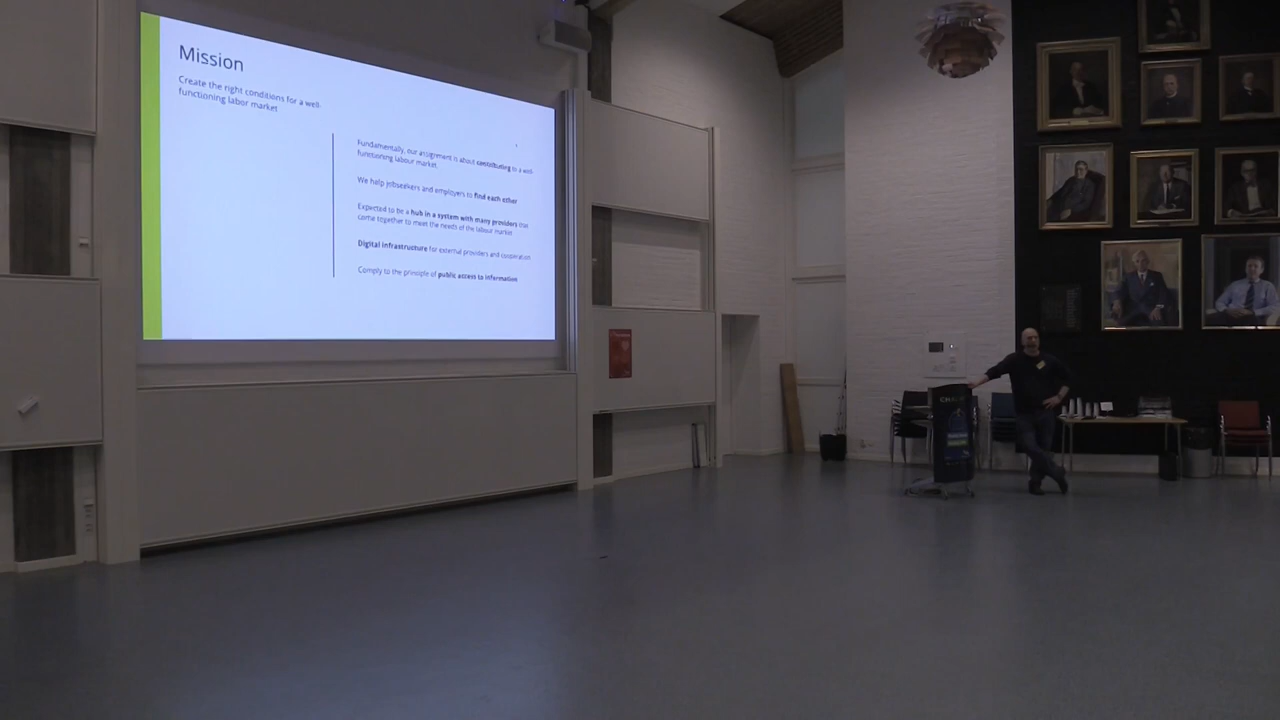 Mission
Create the right conditions for a well-
functioning labor market
Fundamentally, our assignment is about contributing to a well-
functioning labour market.
We help jobseekers and employers to find each other
Expected to be a hub in a system with many providers that
come together to meet the needs of the labour market
Digital infrastructure for external providers and cooperation
Comply to the principle of public access to information